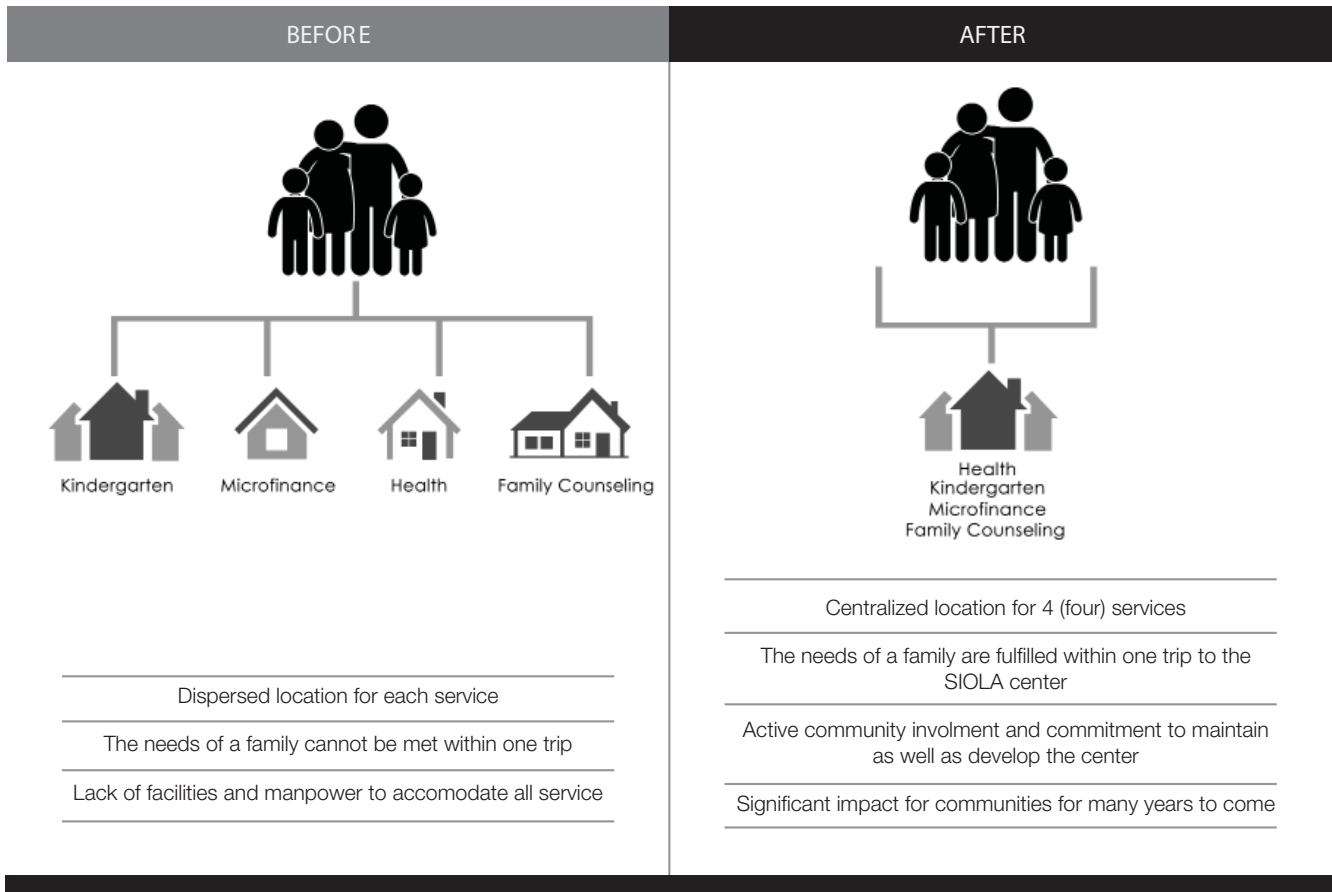 BEFORE
Kindergarten
Microfinance
Health
Family Counseling
Dispersed location for each service
The needs of a family cannot be met within one trip
Lack of facilities and manpower to accomodate all service
AFTER
Health
Kindergarten
Microfinance
Family Counseling
Centralized location for 4 (four) services
The needs of a family are fulfilled within one trip to the
SIOLA center
Active community involment and commitment to maintain
as well as develop the center
Significant impact for communities for many years to come